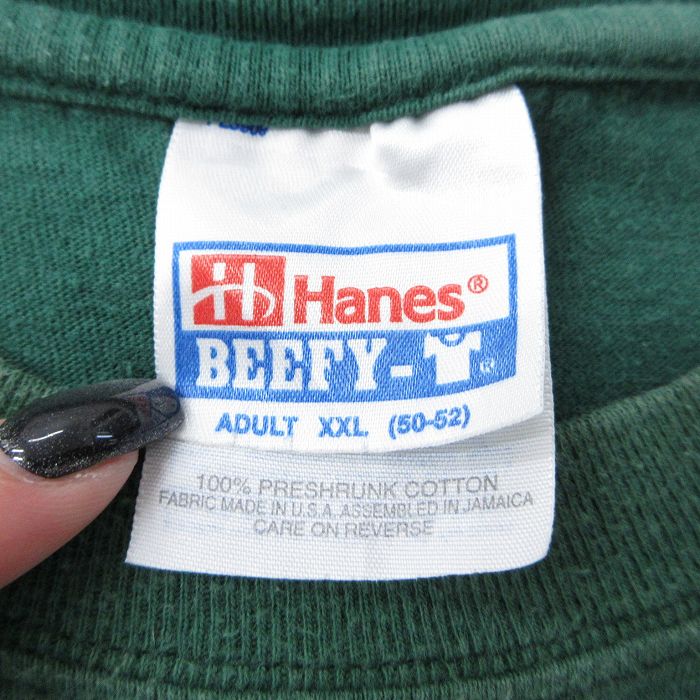 Hanes®
BEEFY-®
ADULT XXL (50-52)
100% PRESHRUNK COTTON
FABRIC MADE IN U.S.A. ASSEMBLED IN JAMAICA
CARE ON REVERSE